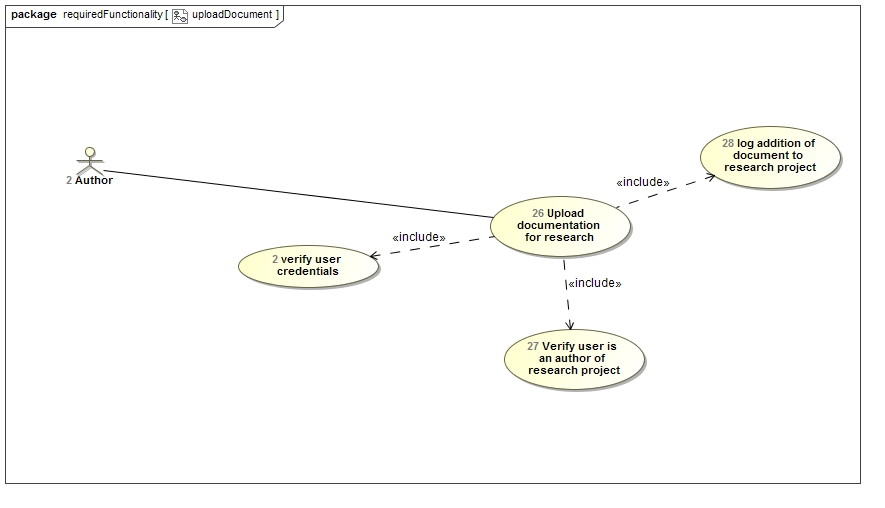 package requiredFunctionality [ uploadDocument ]
28 log addition of
document to
research project
«include»
2 Author
26 Upload
documentation
for research
«include»
2 verify user
credentials
«include»
27 Verify user is
an author of
research project